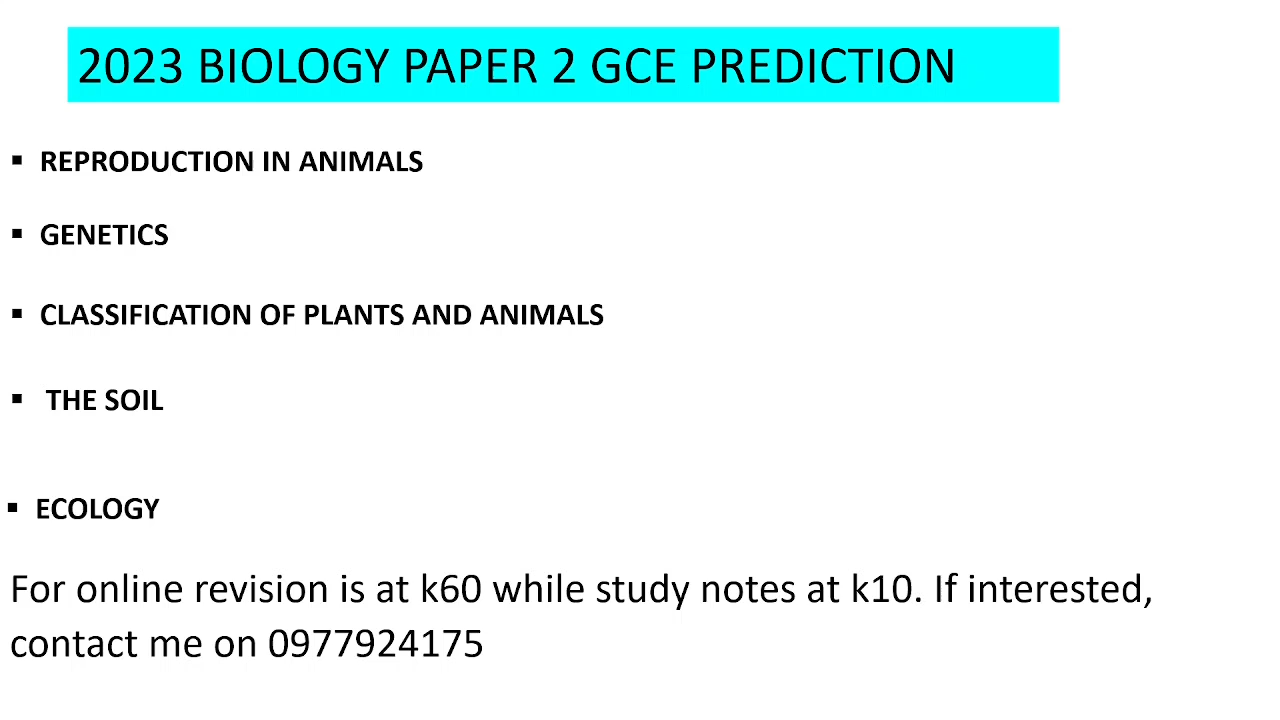 2023 BIOLOGY PAPER 2 GCE PREDICTION
▪ REPRODUCTION IN ANIMALS
▪ GENETICS
▪ CLASSIFICATION OF PLANTS AND ANIMALS
▪ THE SOIL
▪ ECOLOGY
For online revision is at k60 while study notes at k10. If interested,
contact me on 0977924175